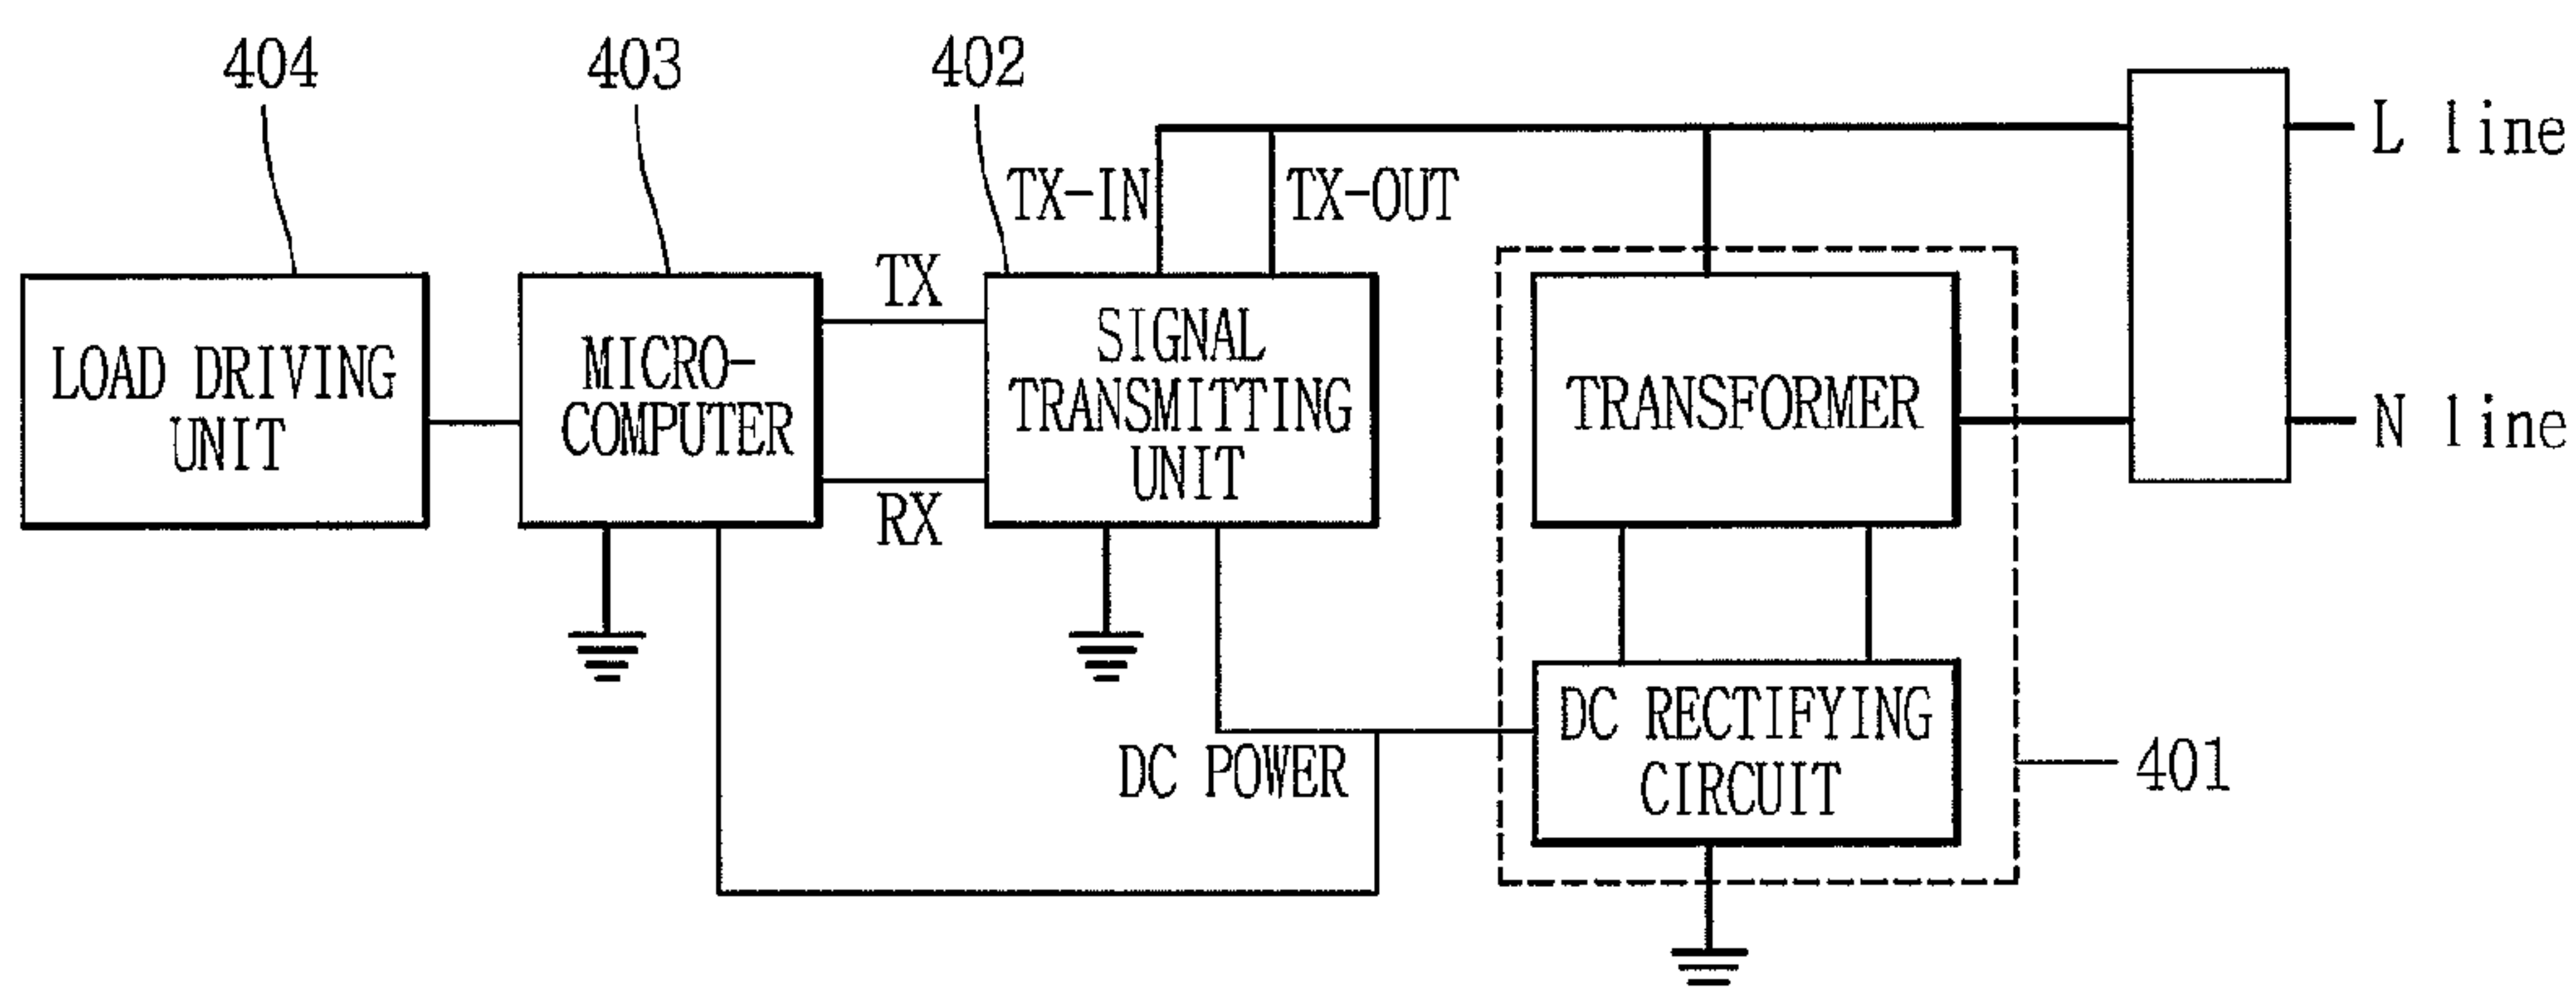 404
403
402
L line
TX-IN
TX-OUT
TX
LOAD DRIVING
UNIT
MICRO-
COMPUTER
SIGNAL
TRANSMITTING
UNIT
TRANSFORMER
N line
RX
DC RECTIFYING
CIRCUIT
DC POWER
401